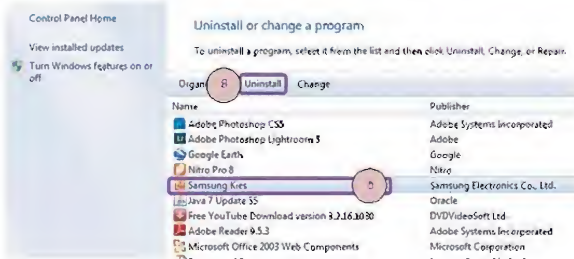 Control Panel Home
View installed updates
Turn Windows features on or
off
Uninstall or change a program
To uninstall a program, select it from the list and then click Uninstall, Change, or Repair.
Organ 8 Uninstall Change
Name Publisher
Adobe Photoshop CS5 Adobe Systems Incorporated
Adobe Photoshop Lightroom 5 Adobe
Google Earth Google
Nitro Pro 8 Nitro
Samsung Kies Samsung Electronics Co., Ltd.
Java 7 Update 55 Oracle
Free YouTube Download version 3.2.16.1030 DVDVideoSoft Ltd
Adobe Reader 9.5.3 Adobe Systems Incorporated
Microsoft Office 2003 Web Components Microsoft Corporation